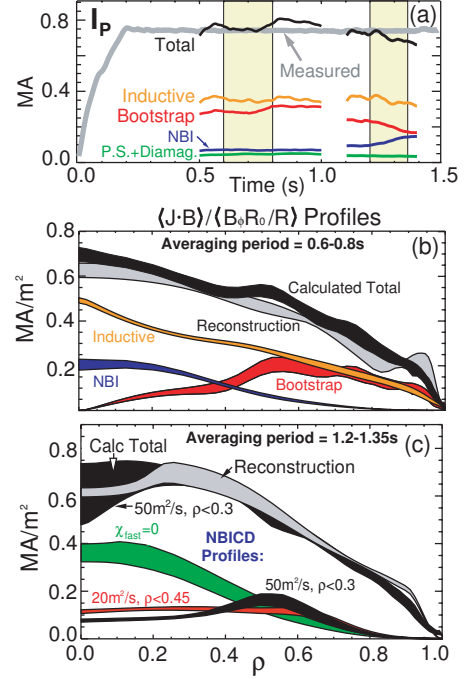 I_P
(a)
Total
Measured
0.8
MA
Inductive
0.4
Bootstrap
NBI
P.S.+Diamag.
0.0
0 0.5 1.0 1.5
Time (s)
⟨J·B⟩/⟨B_ϕR_0/R⟩ Profiles
Averaging period = 0.6-0.8s
(b)
0.8
Calculated Total
0.6
MA/m²
Reconstruction
0.4
Inductive
0.2
NBI
Bootstrap
Averaging period = 1.2-1.35s
(c)
Calc Total
0.8
Reconstruction
0.6
50m²/s, ρ<0.3
MA/m²
χ_fast=0
NBICD
Profiles:
0.4
50m²/s, ρ<0.3
20m²/s, ρ<0.45
0.2
0.0
0.0 0.2 0.4 0.6 0.8 1.0
ρ